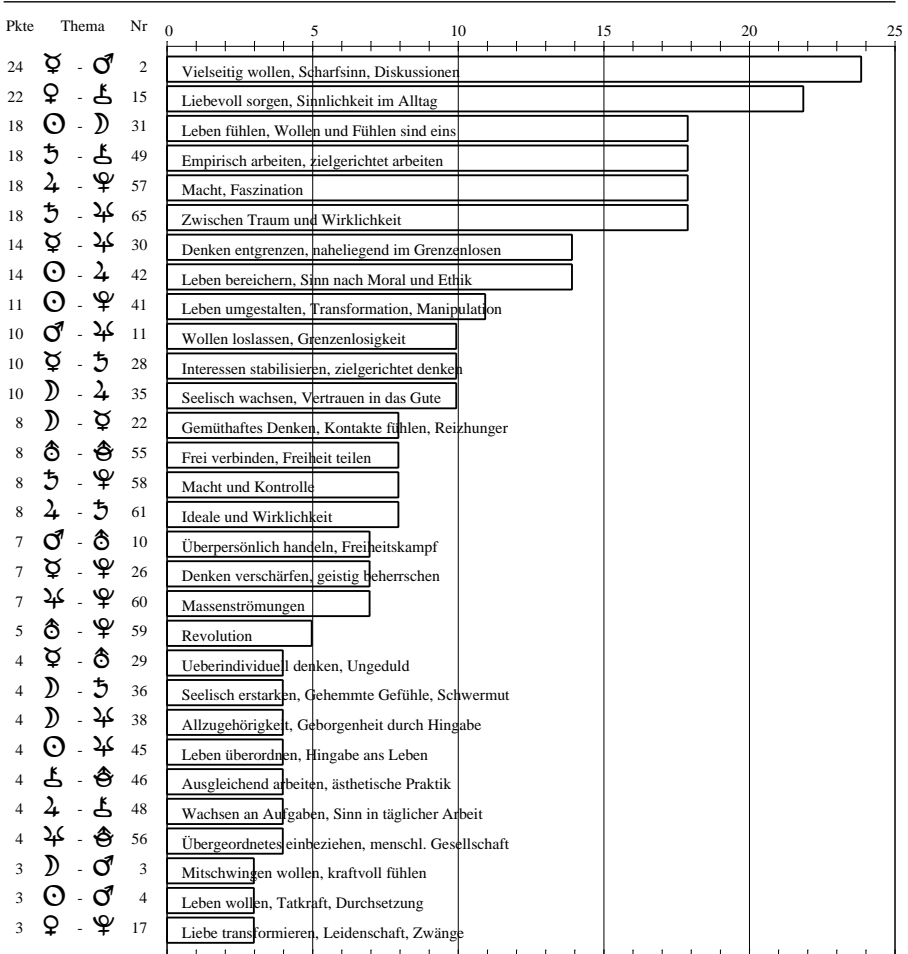 Pkte Thema Nr 0 5 10 15 20 25
24 ☿ - ♂ 2 Vielseitig wollen, Scharfsinn, Diskussionen
22 ♀ - ⚷ 15 Liebevoll sorgen, Sinnlichkeit im Alltag
18 ☉ - ☽ 31 Leben fühlen, Wollen und Fühlen sind eins
18 ♄ - ⚷ 49 Empirisch arbeiten, zielgerichtet arbeiten
18 ♃ - ♆ 57 Macht, Faszination
18 ♄ - ♆ 65 Zwischen Traum und Wirklichkeit
14 ☿ - ♆ 30 Denken entgrenzen, naheliegend im Grenzenlosen
14 ☉ - ♃ 42 Leben bereichern, Sinn nach Moral und Ethik
11 ☉ - ♆ 41 Leben umgestalten, Transformation, Manipulation
10 ♂ - ♆ 11 Wollen loslassen, Grenzenlosigkeit
10 ☿ - ♄ 28 Interessen stabilisieren, zielgerichtet denken
10 ☽ - ♃ 35 Seelisch wachsen, Vertrauen in das Gute
8 ☽ - ☿ 22 Gemüthaftes Denken, Kontakte fühlen, Reizhunger
8 ⛢ - 55 Frei verbinden, Freiheit teilen
8 ♄ - 58 Macht und Kontrolle
8 ♃ - ♄ 61 Ideale und Wirklichkeit
7 ♂ - ⛢ 10 Überpersönlich handeln, Freiheitskampf
7 ☿ - 26 Denken verschärfen, geistig beherrschen
7 - 60 Massenströmungen
5 ⛢ - 59 Revolution
4 ☿ - ⛢ 29 Ueberindividuell denken, Ungeduld
4 ☽ - ♄ 36 Seelisch erstarken, Gehemmte Gefühle, Schwermut
4 ☽ - 38 Allzugehörigkeit, Geborgenheit durch Hingabe
4 ☉ - 45 Leben überordnen, Hingabe ans Leben
4 ⚷ - 46 Ausgleichend arbeiten, ästhetische Praktik
4 ♃ - ⚷ 48 Wachsen an Aufgaben, Sinn in täglicher Arbeit
4 - 56 Übergeordnetes einbeziehen, menschl. Gesellschaft
3 ☽ - ♂ 3 Mitschwingen wollen, kraftvoll fühlen
3 ☉ - ♂ 4 Leben wollen, Tatkraft, Durchsetzung
3 ♀ - 17 Liebe transformieren, Leidenschaft, Zwänge